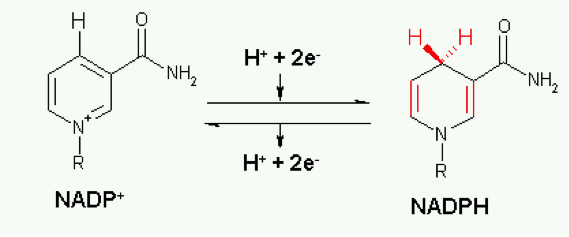 H
O
NH₂
N⁺
R
NADP⁺
H⁺ + 2e⁻
H⁺ + 2e⁻
H H
O
NH₂
N
R
NADPH